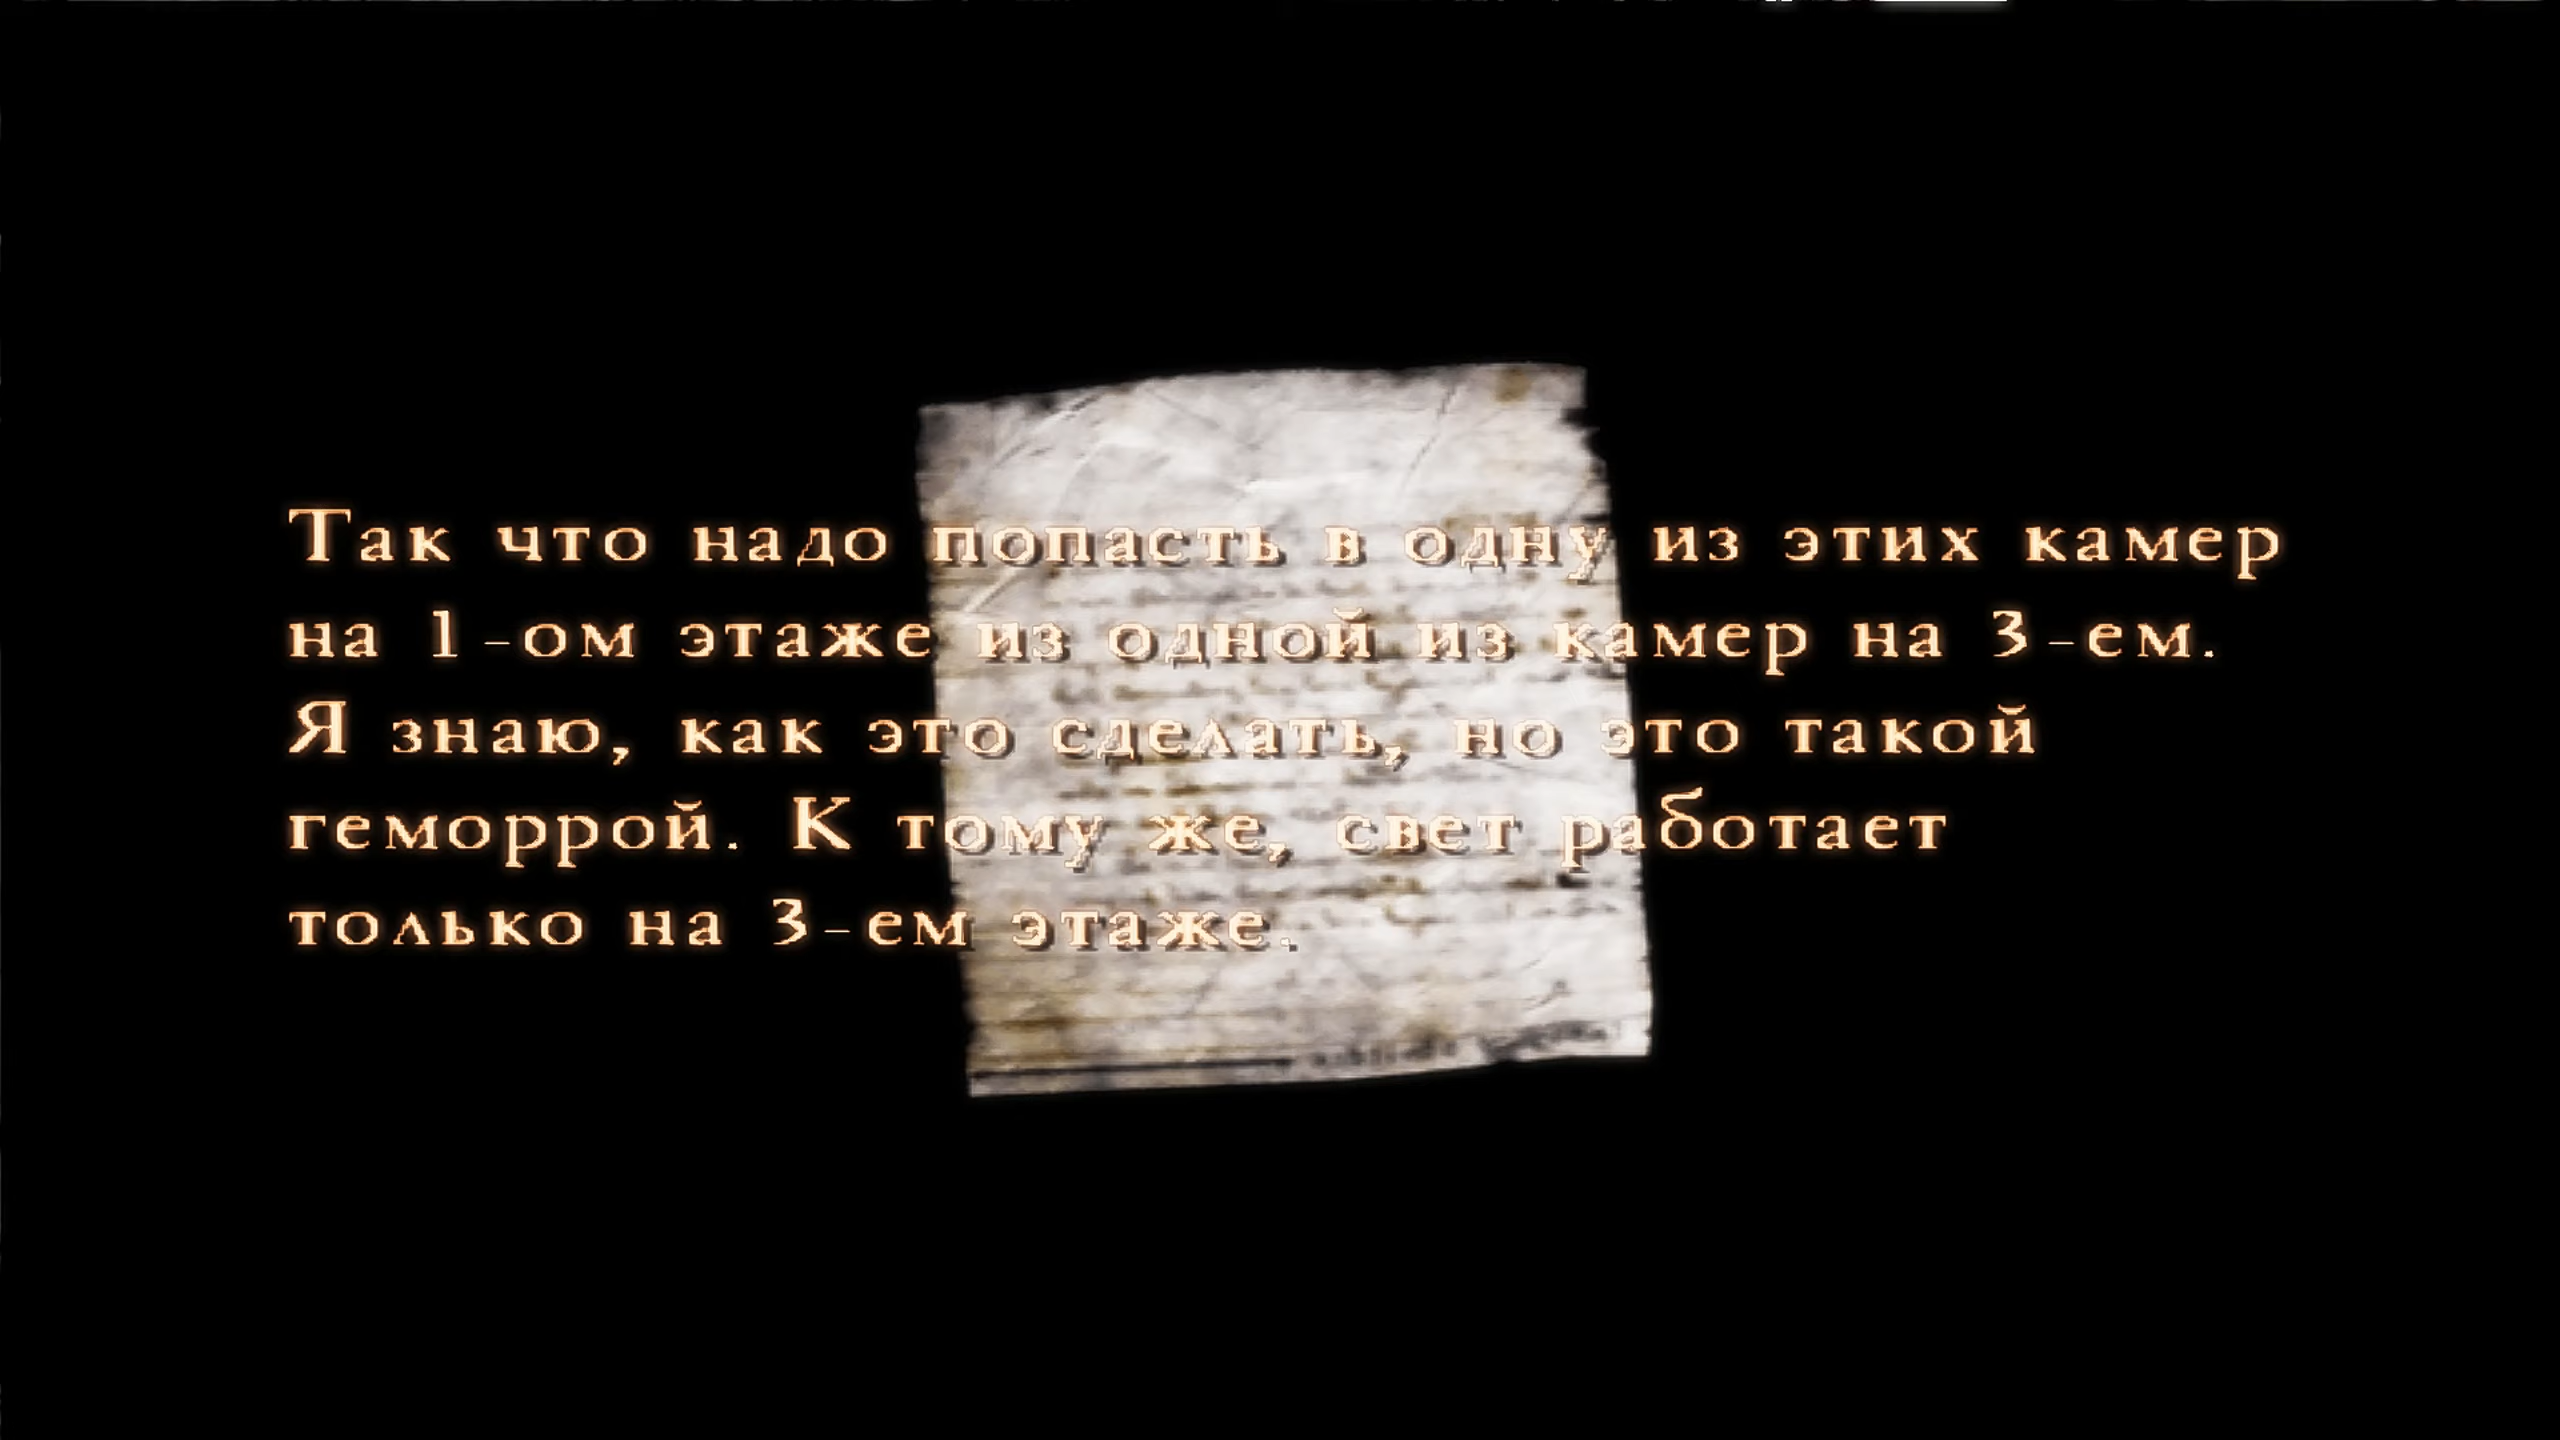 Так что надо попасть в одну из этих камер
на 1-ом этаже из одной из камер на 3-ем.
Я знаю, как это сделать, но это такой
геморрой. К тому же, свет работает
только на 3-ем этаже.